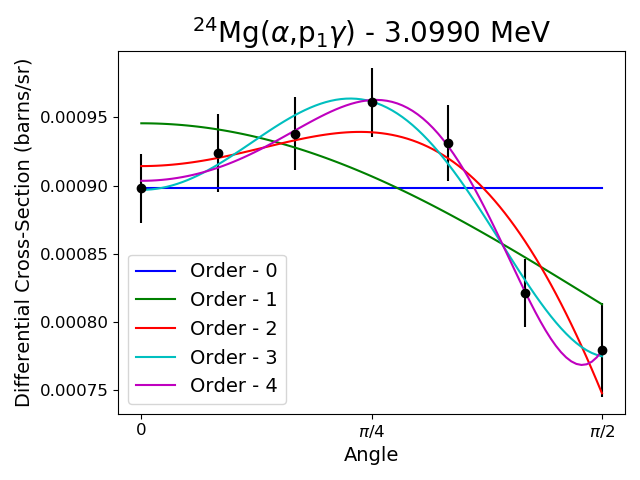 ²⁴Mg(α,p₁γ) - 3.0990 MeV
Differential Cross-Section (barns/sr)
0.00095
0.00090
0.00085
0.00080
0.00075
Order - 0
Order - 1
Order - 2
Order - 3
Order - 4
0
π/4
π/2
Angle